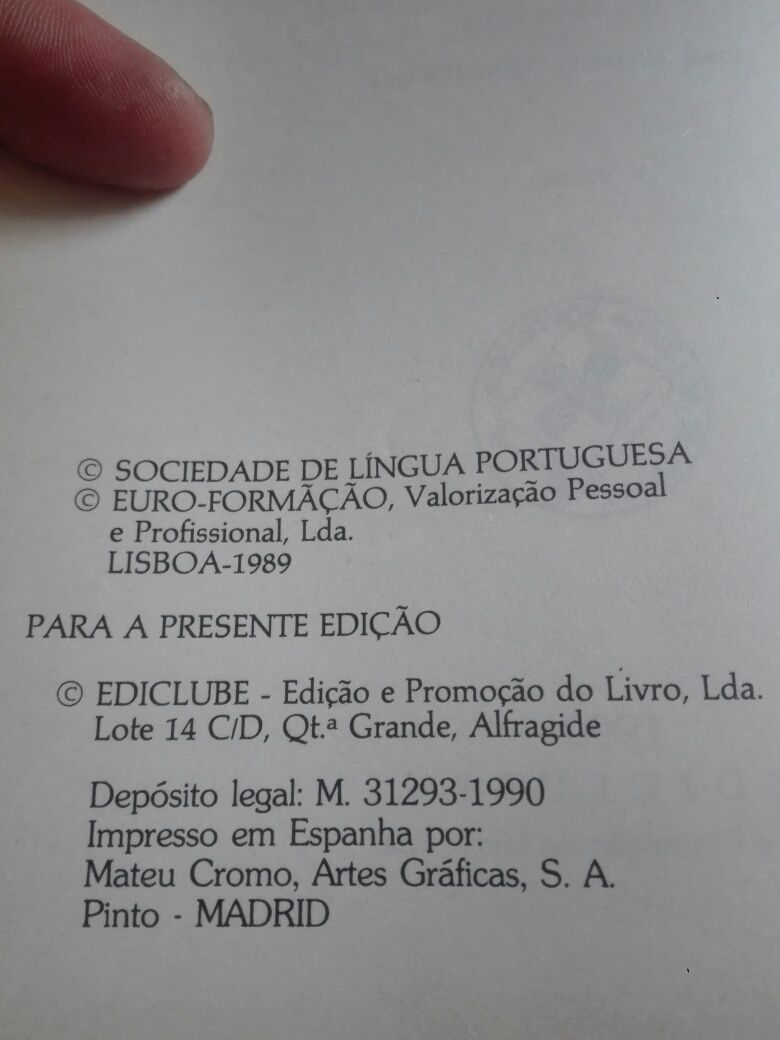 © SOCIEDADE DE LÍNGUA PORTUGUESA
© EURO-FORMÃÇÃO, Valorização Pessoal
e Profissional, Lda.
LISBOA-1989
PARA A PRESENTE EDIÇÃO
© EDICLUBE - Edição e Promoção do Livro, Lda.
Lote 14 C/D, Qt.ª Grande, Alfragide
Depósito legal: M. 31293-1990
Impresso em Espanha por:
Mateu Cromo, Artes Gráficas, S. A.
Pinto - MADRID